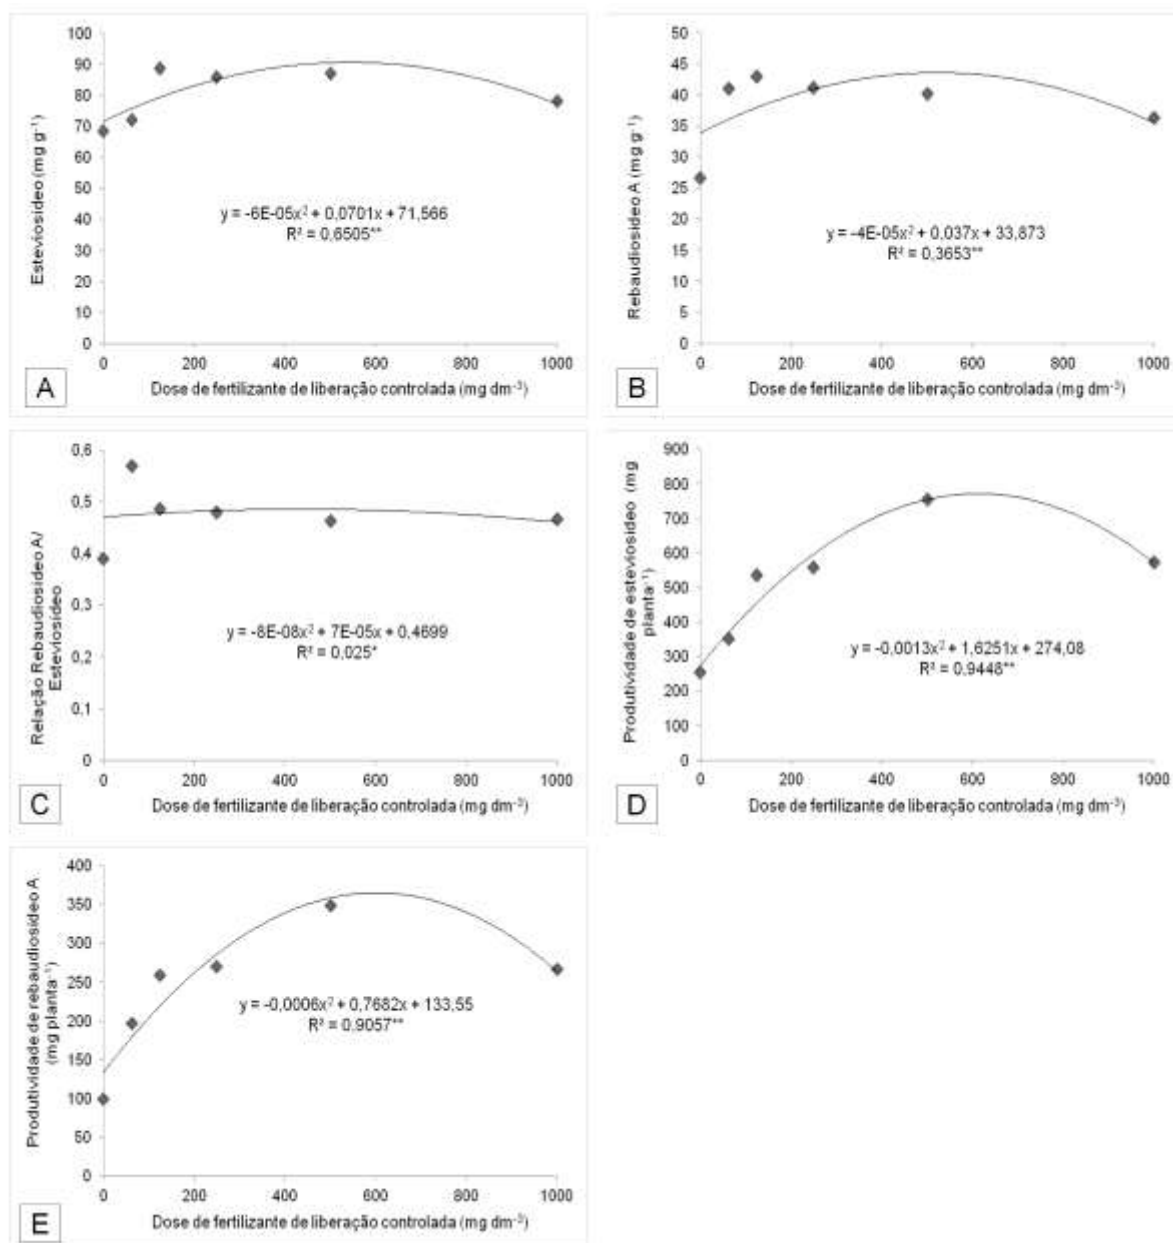 Esteviosídeo (mg g⁻¹)
100
90
80
70
60
50
40
30
20
10
0
y = -6E-05x² + 0,0701x + 71,566
R² = 0,6505**
0 200 400 600 800 1000
Dose de fertilizante de liberação controlada (mg dm⁻³)
A
Rebaudiosídeo A (mg g⁻¹)
50
45
40
35
30
25
20
15
10
5
0
y = -4E-05x² + 0,037x + 33,873
R² = 0,3653**
0 200 400 600 800 1000
Dose de fertilizante de liberação controlada (mg dm⁻³)
B
Relação Rebaudiosídeo A/
Esteviosídeo
0.6
0.5
0.4
0.3
0.2
0.1
0
y = -8E-08x² + 7E-05x + 0,4699
R² = 0,025*
0 200 400 600 800 1000
Dose de fertilizante de liberação controlada (mg dm⁻³)
C
Produtividade de esteviosídeo (mg
planta⁻¹)
900
800
700
600
500
400
300
200
100
0
y = -0,0013x² + 1,6251x + 274,08
R² = 0,9448**
0 200 400 600 800 1000
Dose de fertilizante de liberação controlada (mg dm⁻³)
D
Produtividade de rebaudiosídeo A
(mg planta⁻¹)
400
350
300
250
200
150
100
50
0
y = -0,0006x² + 0,7682x + 133,55
R² = 0,9057**
0 200 400 600 800 1000
Dose de fertilizante de liberação controlada (mg dm⁻³)
E